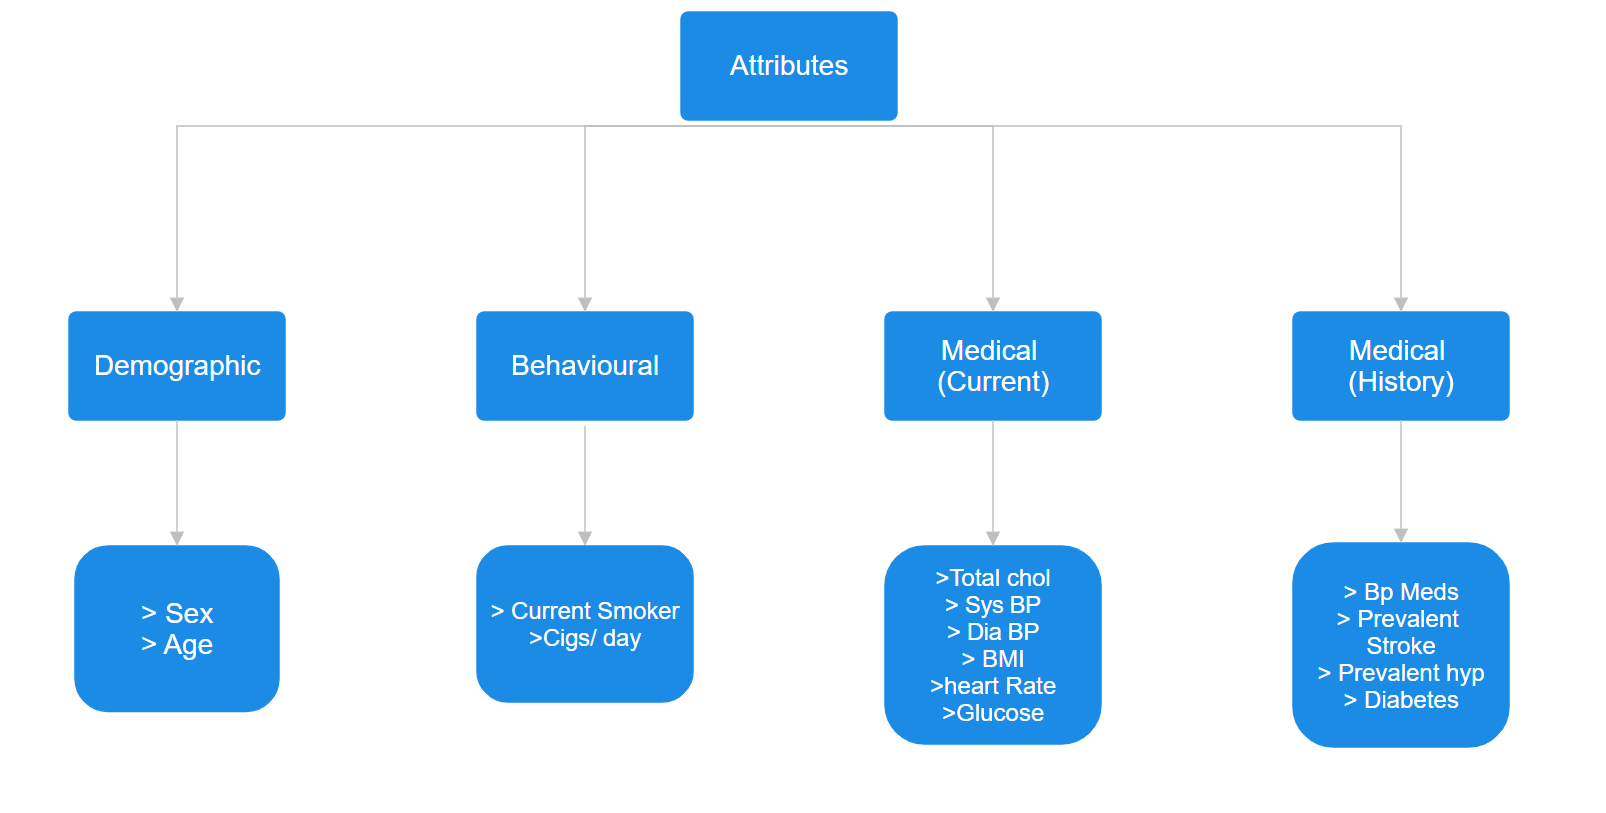 Attributes
Demographic
Behavioural
Medical
(Current)
Medical
(History)
> Sex
> Age
> Current Smoker
>Cigs/ day
>Total chol
> Sys BP
> Dia BP
> BMI
>heart Rate
>Glucose
> Bp Meds
> Prevalent
Stroke
> Prevalent hyp
> Diabetes